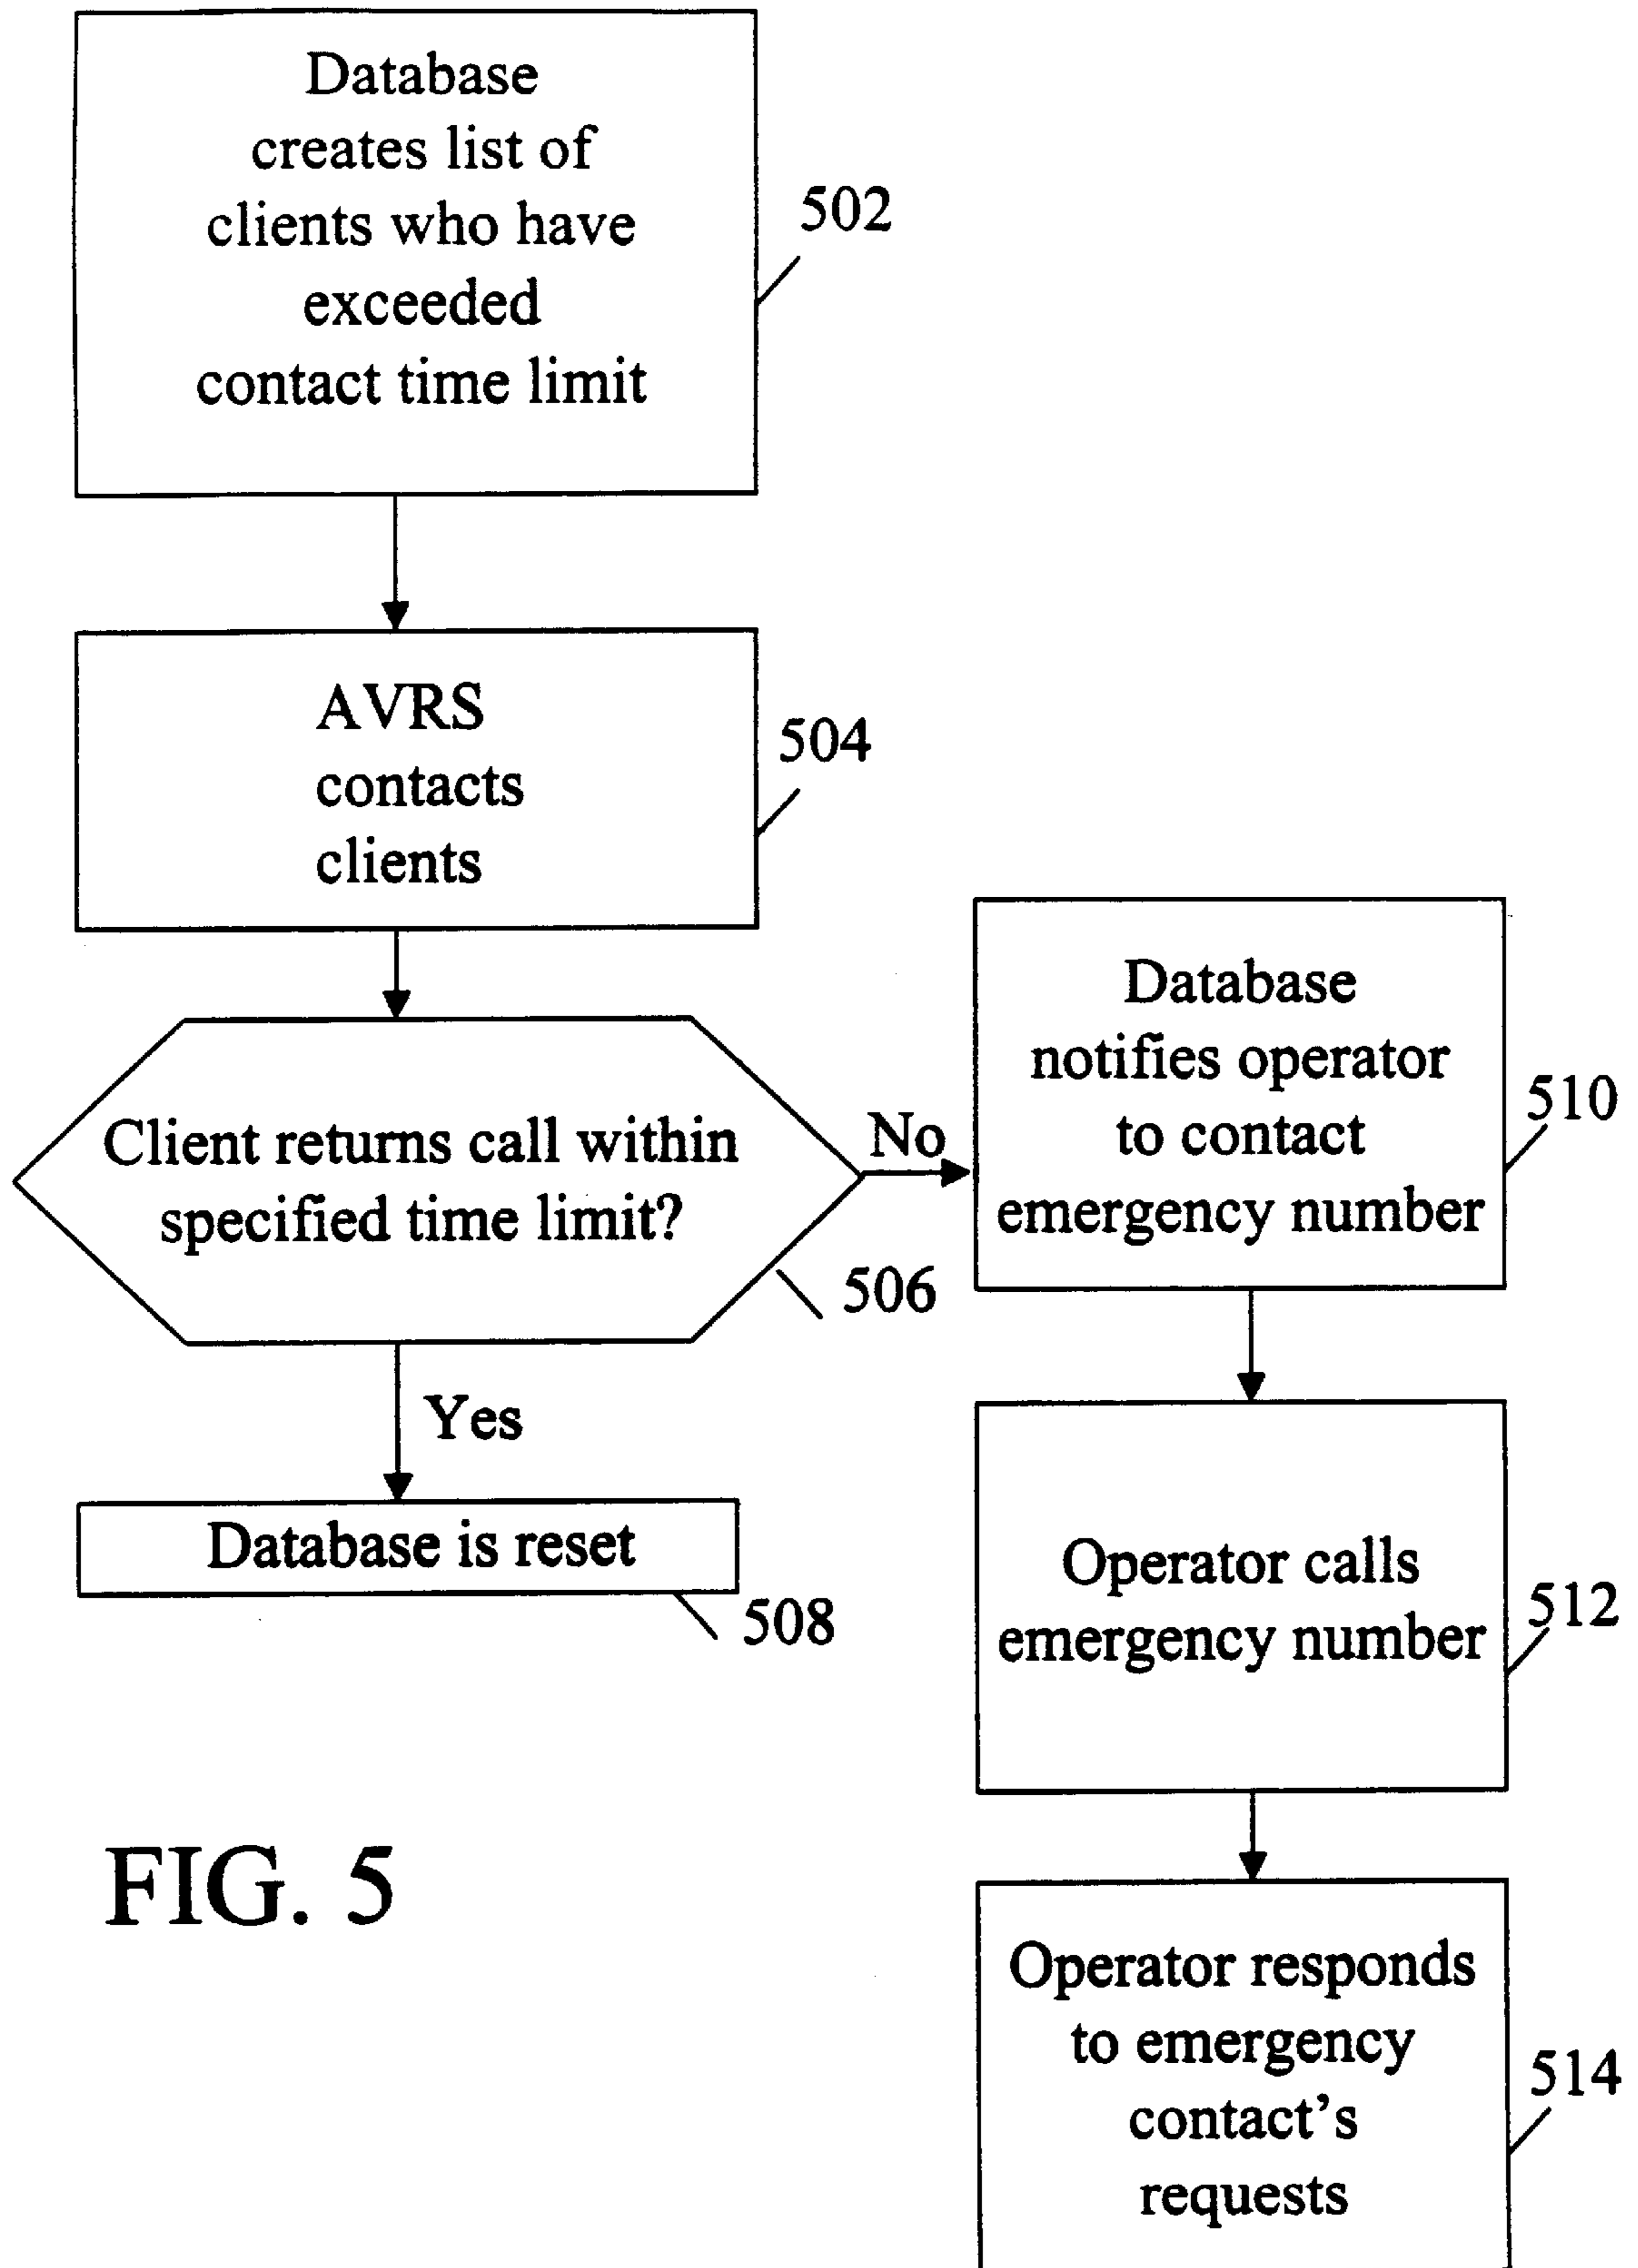 Database
creates list of
clients who have
exceeded
contact time limit
502
AVRS
contacts
clients
504
Client returns call within
specified time limit?
506
No
Yes
Database is reset
508
Database
notifies operator
to contact
emergency number
510
Operator calls
emergency number
512
Operator responds
to emergency
contact's
requests
514
FIG. 5